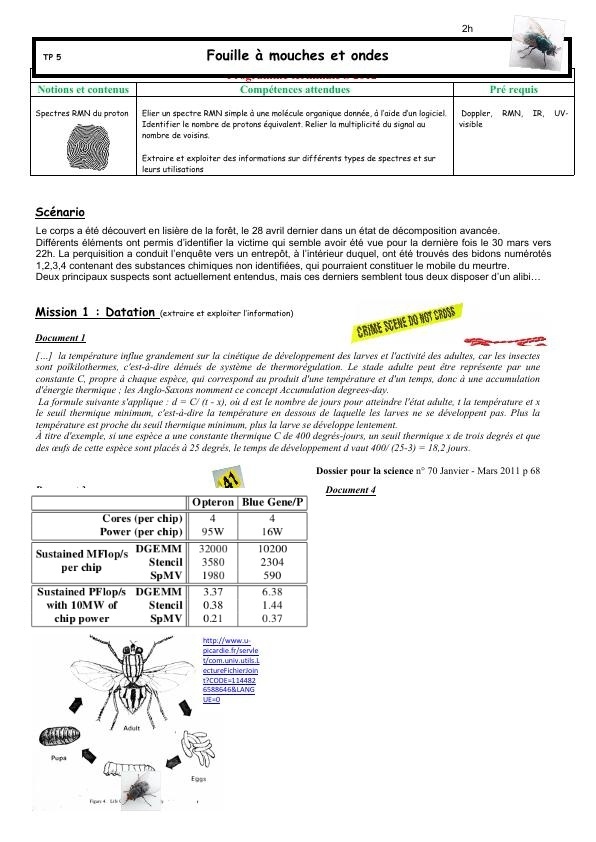 2h
TP 5
Fouille à mouches et ondes
Notions et contenus
Compétences attendues
Pré requis
Spectres RMN du proton
Elier un spectre RMN simple à une molécule organique donnée, à l'aide d'un logiciel.
Identifier le nombre de protons équivalent. Relier la multiplicité du signal au
nombre de voisins.
Extraire et exploiter des informations sur différents types de spectres et sur
leurs utilisations
Doppler, RMN, IR, UV-
visible
Scénario
Le corps a été découvert en lisière de la forêt, le 28 avril dernier dans un état de décomposition avancée.
Différents éléments ont permis d'identifier la victime qui semble avoir été vue pour la dernière fois le 30 mars vers
22h. La perquisition a conduit l'enquête vers un entrepôt, à l'intérieur duquel, ont été trouvés des bidons numérotés
1,2,3,4 contenant des substances chimiques non identifiées, qui pourraient constituer le mobile du meurtre.
Deux principaux suspects sont actuellement entendus, mais ces derniers semblent tous deux disposer d'un alibi…
Mission 1 : Datation (extraire et exploiter l'information)
CRIME SCENE DO NOT CROSS
Document 1
[…] la température influe grandement sur la cinétique de développement des larves et l'activité des adultes, car les insectes
sont poïkilothermes, c'est-à-dire dénués de système de thermorégulation. Le stade adulte peut être représenté par une
constante C, propre à chaque espèce, qui correspond au produit d'une température et d'un temps, donc à une accumulation
d'énergie thermique ; les Anglo-Saxons nomment ce concept Accumulation degrees-day.
La formule suivante s'applique : d = C/ (t - x), où d est le nombre de jours pour atteindre l'état adulte, t la température et x
le seuil thermique minimum, c'est-à-dire la température en dessous de laquelle les larves ne se développent pas. Plus la
température est proche du seuil thermique minimum, plus la larve se développe lentement.
À titre d'exemple, si une espèce a une constante thermique C de 400 degrés-jours, un seuil thermique x de trois degrés et que
des œufs de cette espèce sont placés à 25 degrés, le temps de développement d vaut 400/ (25-3) = 18,2 jours.
Dossier pour la science n° 70 Janvier - Mars 2011 p 68
41
Document 4
Opteron Blue Gene/P
Cores (per chip) 4 4
Power (per chip) 95W 16W
Sustained MFlop/s per chip
DGEMM 32000 10200
Stencil 3580 2304
SpMV 1980 590
Sustained PFlop/s with 10MW of chip power
DGEMM 3.37 6.38
Stencil 0.38 1.44
SpMV 0.21 0.37
http://www.u-
picardie.fr/servle
t/com.univ.utils.L
ectureFichierJoin
t?CODE=114482
6588646&LANG
UE=0
Adult
Pupa
Eggs
Figure 4. Life